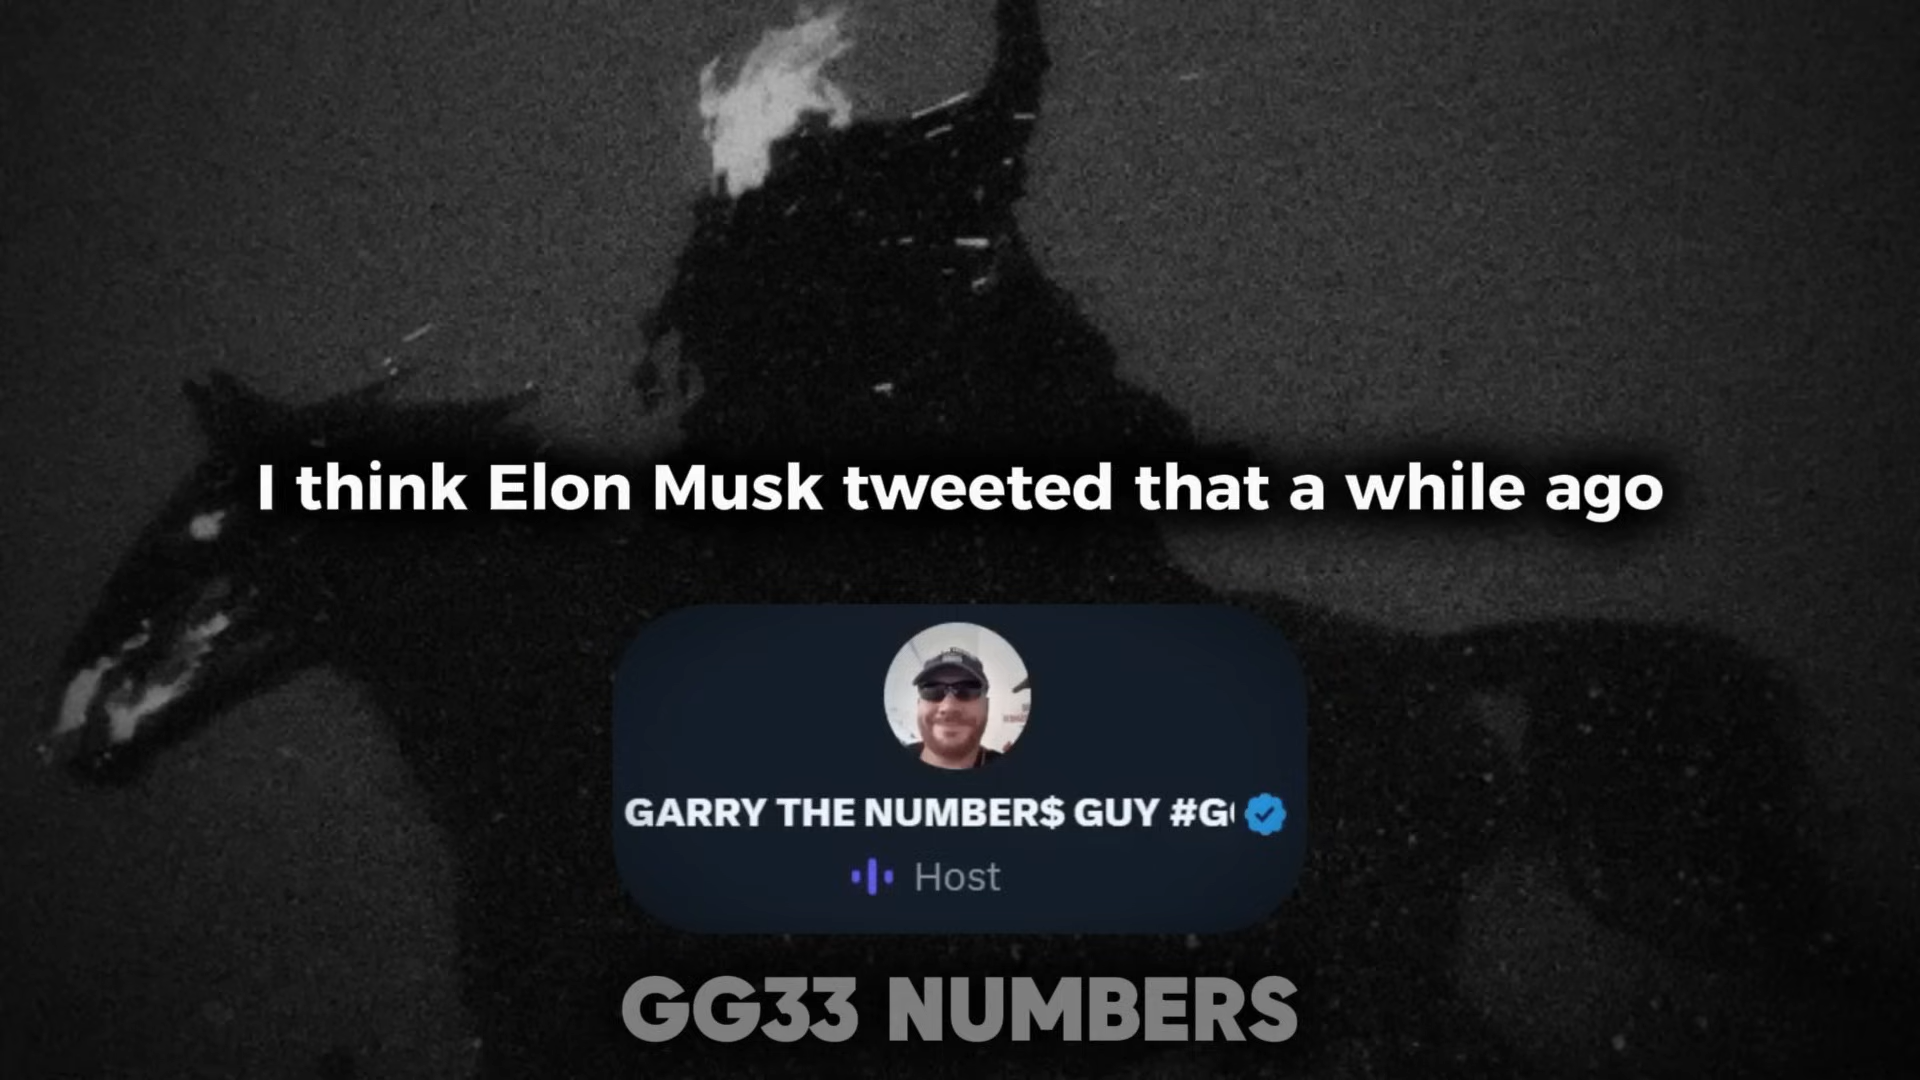 I think Elon Musk tweeted that a while ago
GARRY THE NUMBER$ GUY #G
Host
GG33 NUMBERS